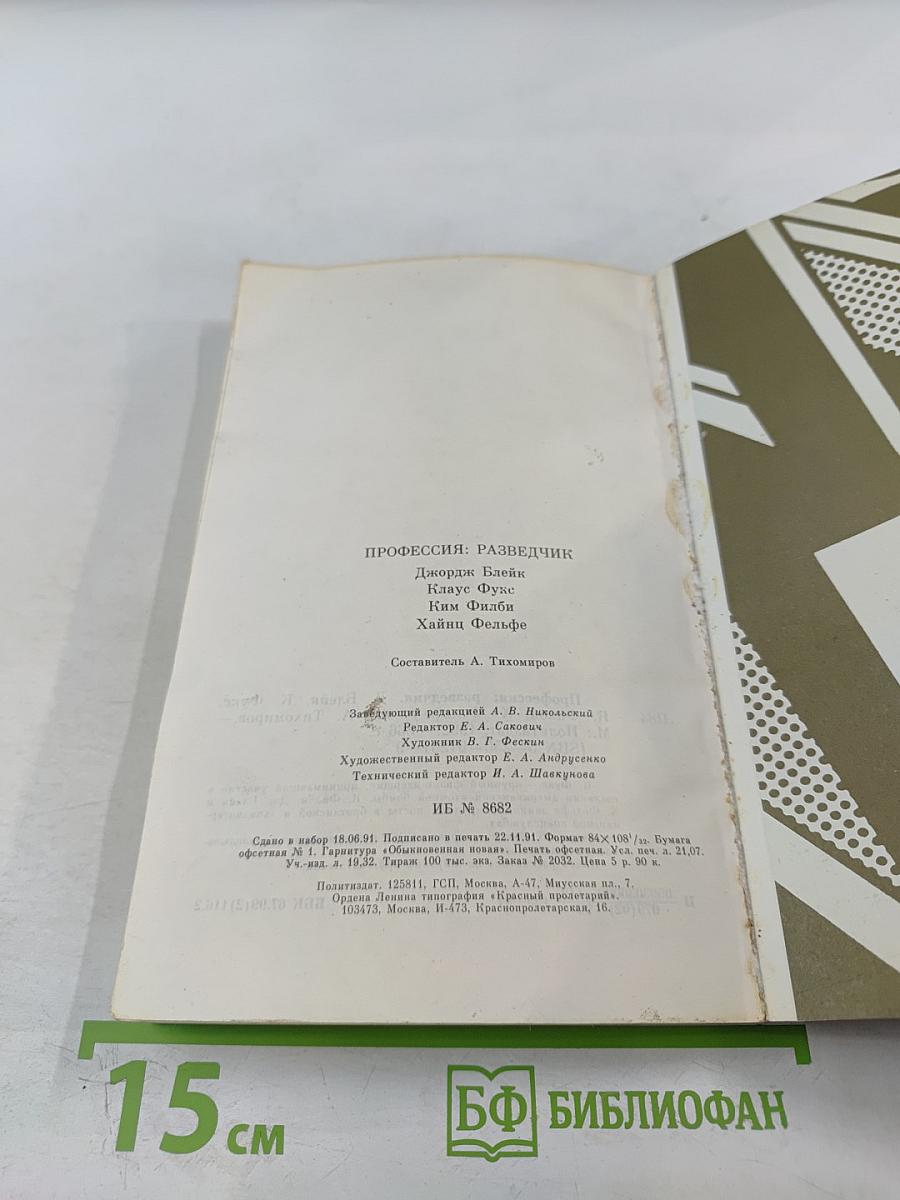 ПРОФЕССИЯ: РАЗВЕДЧИК
Джордж Блейк
Клаус Фукс
Ким Филби
Хайнц Фельфе
Составитель А. Тихомиров
Заведующий редакцией А. В. Никольский
Редактор Е. А. Сакович
Художник В. Г. Фескин
Художественный редактор Е. А. Андрусенко
Технический редактор И. А. Шавкунова
ИБ № 8682
Сдано в набор 18.06.91. Подписано в печать 22.11.91. Формат 84×108¹/₃₂. Бумага
офсетная № 1. Гарнитура «Обыкновенная новая». Печать офсетная. Усл. печ. л. 21,07.
Уч.-изд. л. 19,32. Тираж 100 тыс. экз. Заказ № 2032. Цена 5 р. 90 к.
Политиздат. 125811, ГСП, Москва, А-47, Миусская пл., 7.
Ордена Ленина типография «Красный пролетарий».
103473, Москва, И-473, Краснопролетарская, 16.
15 см
БФ БИБЛИОФАН